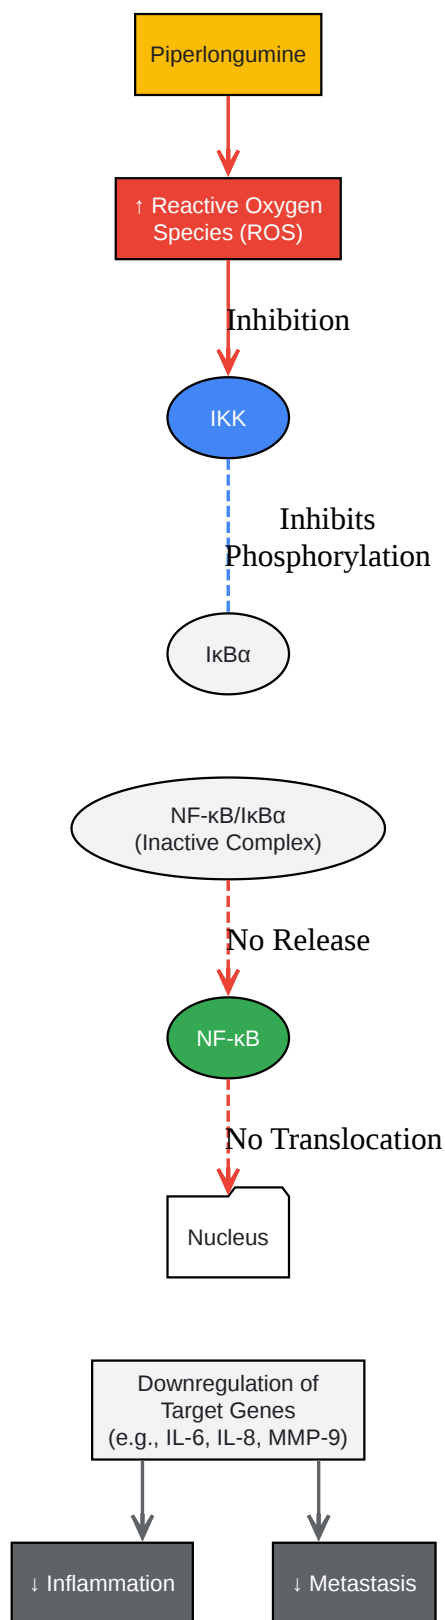 Piperlongumine
↑ Reactive Oxygen
Species (ROS)
Inhibition
IKK
Inhibits
Phosphorylation
IκBα
NF-κB/IκBα
(Inactive Complex)
No Release
NF-κB
No Translocation
Nucleus
Downregulation of
Target Genes
(e.g., IL-6, IL-8, MMP-9)
↓ Inflammation
↓ Metastasis